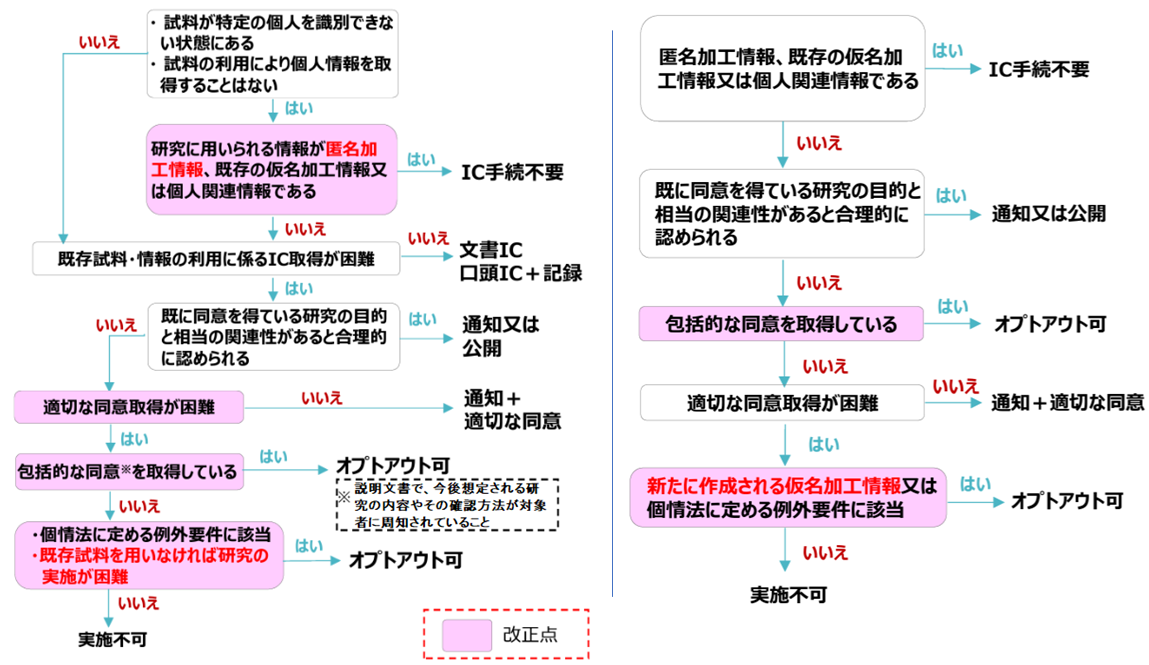 ・ 試料が特定の個人を識別できな
い状態にある
・ 試料の利用により個人情報を取
得することはない
いいえ
はい
研究に用いられる情報が匿名加
工情報、既存の仮名加工情報又
は個人関連情報である
はい
IC手続不要
いいえ
既存試料・情報の利用に係るIC取得が困難
いいえ
文書IC
口頭IC＋記録
はい
既に同意を得ている研究の目的
と相当の関連性があると合理的
に認められる
はい
通知又は
公開
いいえ
適切な同意取得が困難
いいえ
通知＋
適切な同意
はい
包括的な同意※を取得している
はい
オプトアウト可
※ 説明文書で、今後想定される研
究の内容やその確認方法が対象
者に周知されていること
いいえ
・個情法に定める例外要件に該当
・既存試料を用いなければ研究の
実施が困難
はい
オプトアウト可
いいえ
実施不可
改正点
匿名加工情報、既存の仮名加
工情報又は個人関連情報である
はい
IC手続不要
いいえ
既に同意を得ている研究の目的と
相当の関連性があると合理的に
認められる
はい
通知又は公開
いいえ
包括的な同意を取得している
はい
オプトアウト可
いいえ
適切な同意取得が困難
いいえ
通知＋適切な同意
はい
新たに作成される仮名加工情報又は
個情法に定める例外要件に該当
はい
オプトアウト可
いいえ
実施不可